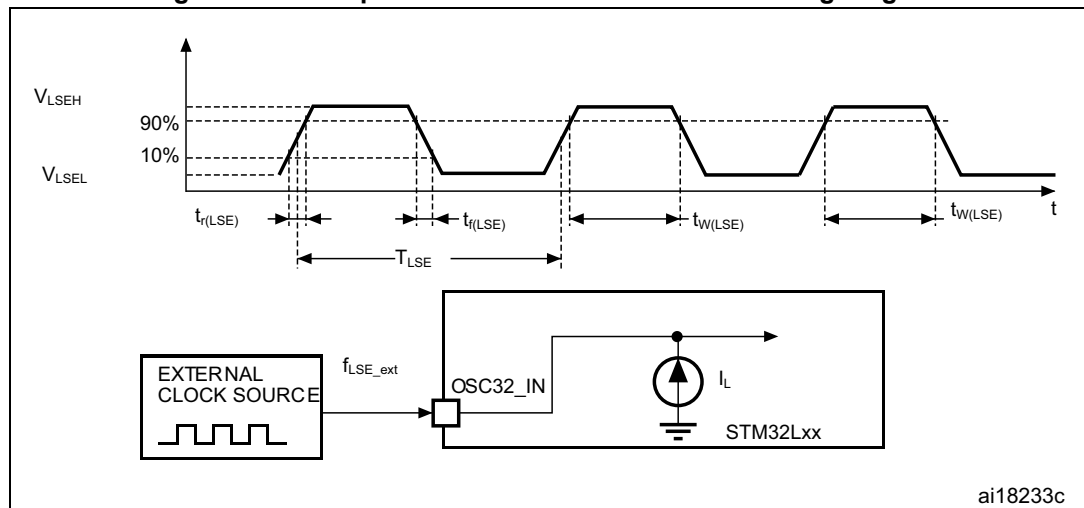 V_LSEH
90%
10%
V_LSEL
t_r(LSE)
t_f(LSE)
t_W(LSE)
t_W(LSE)
t
T_LSE
EXTERNAL
CLOCK SOURCE
f_LSE_ext
OSC32_IN
I_L
STM32Lxx
ai18233c